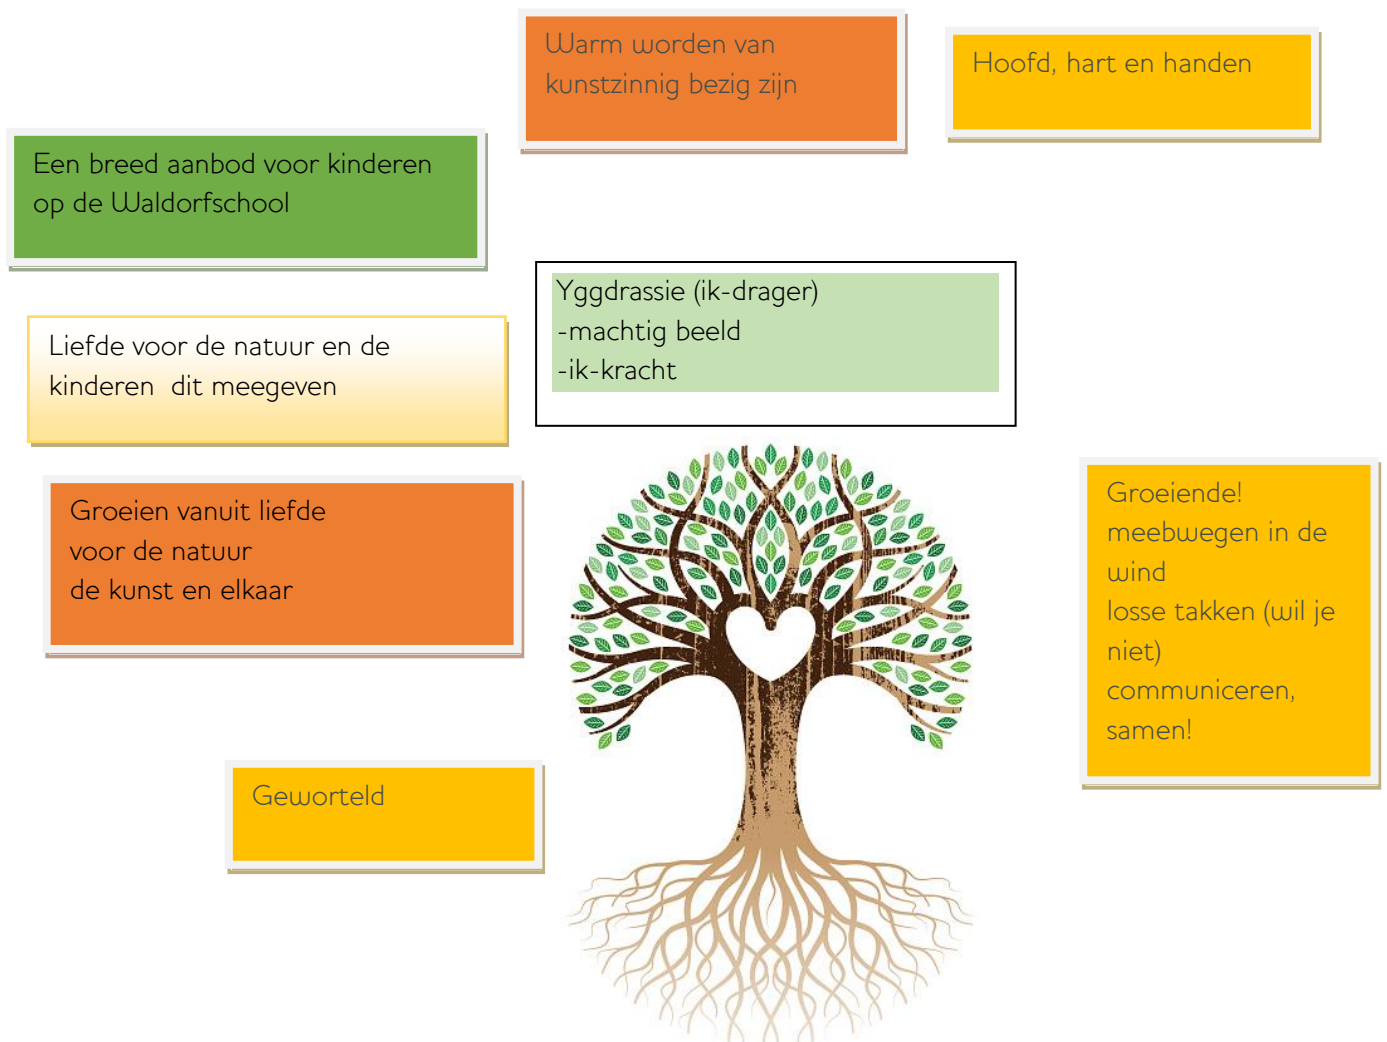 Warm worden van
kunstzinnig bezig zijn
Hoofd, hart en handen
Een breed aanbod voor kinderen
op de Waldorfschool
Yggdrassie (ik-drager)
-machtig beeld
-ik-kracht
Liefde voor de natuur en de
kinderen  dit meegeven
Groeien vanuit liefde
voor de natuur
de kunst en elkaar
Groeiende!
meebwegen in de
wind
losse takken (wil je
niet)
communiceren,
samen!
Geworteld